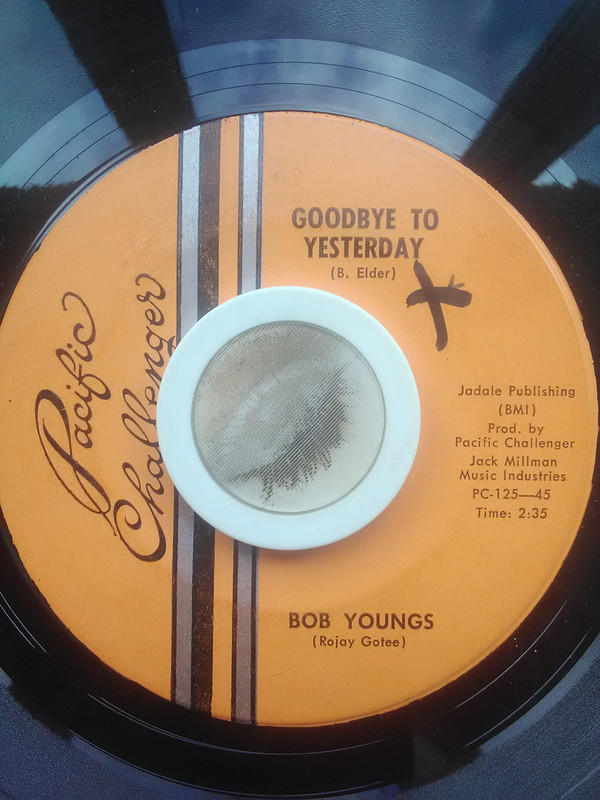 Pacific
Challenger
GOODBYE TO
YESTERDAY
(B. Elder)
Jadale Publishing
(BMI)
Prod. by
Pacific Challenger
Jack Millman
Music Industries
PC-125—45
Time: 2:35
BOB YOUNGS
(Rojay Gotee)